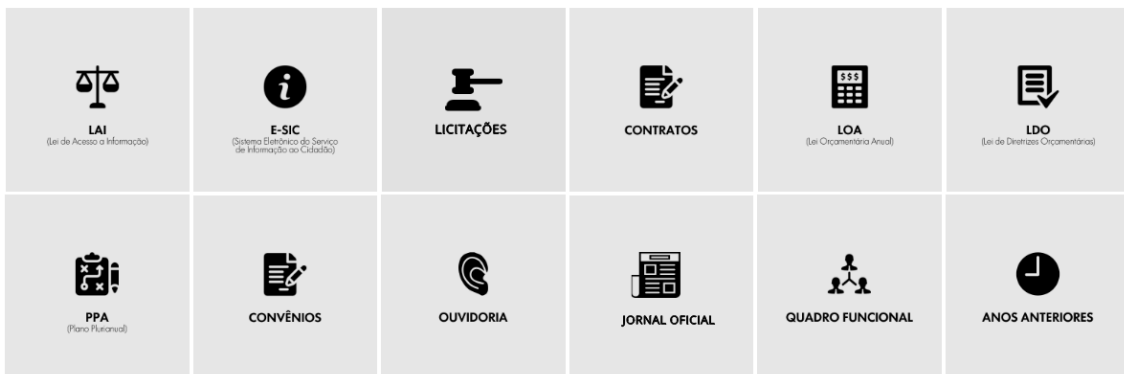 LAI
(Lei de Acesso a Informação)
E-SIC
(Sistema Eletrônico do Serviço
de Informação ao Cidadão)
LICITAÇÕES
CONTRATOS
$$$
LOA
(Lei Orçamentária Anual)
LDO
(Lei de Diretrizes Orçamentárias)
PPA
(Plano Plurianual)
CONVÊNIOS
OUVIDORIA
JORNAL OFICIAL
QUADRO FUNCIONAL
ANOS ANTERIORES